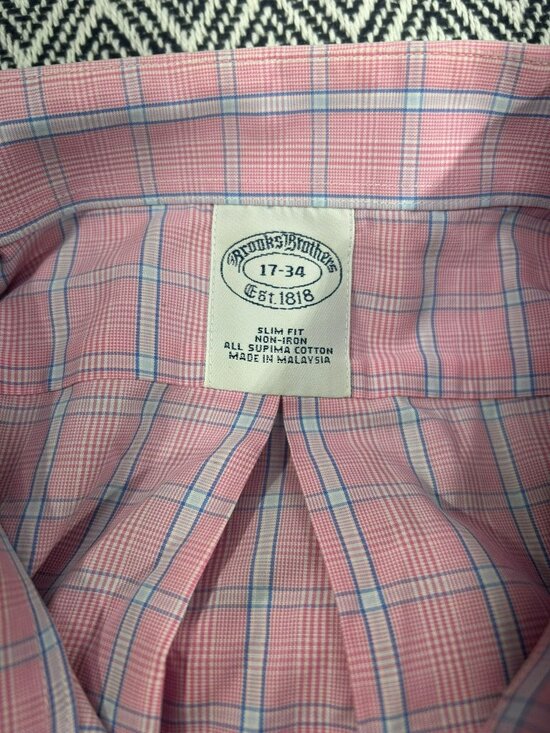 Brooks Brothers
17-34
Est. 1818
SLIM FIT
NON-IRON
ALL SUPIMA COTTON
MADE IN MALAYSIA